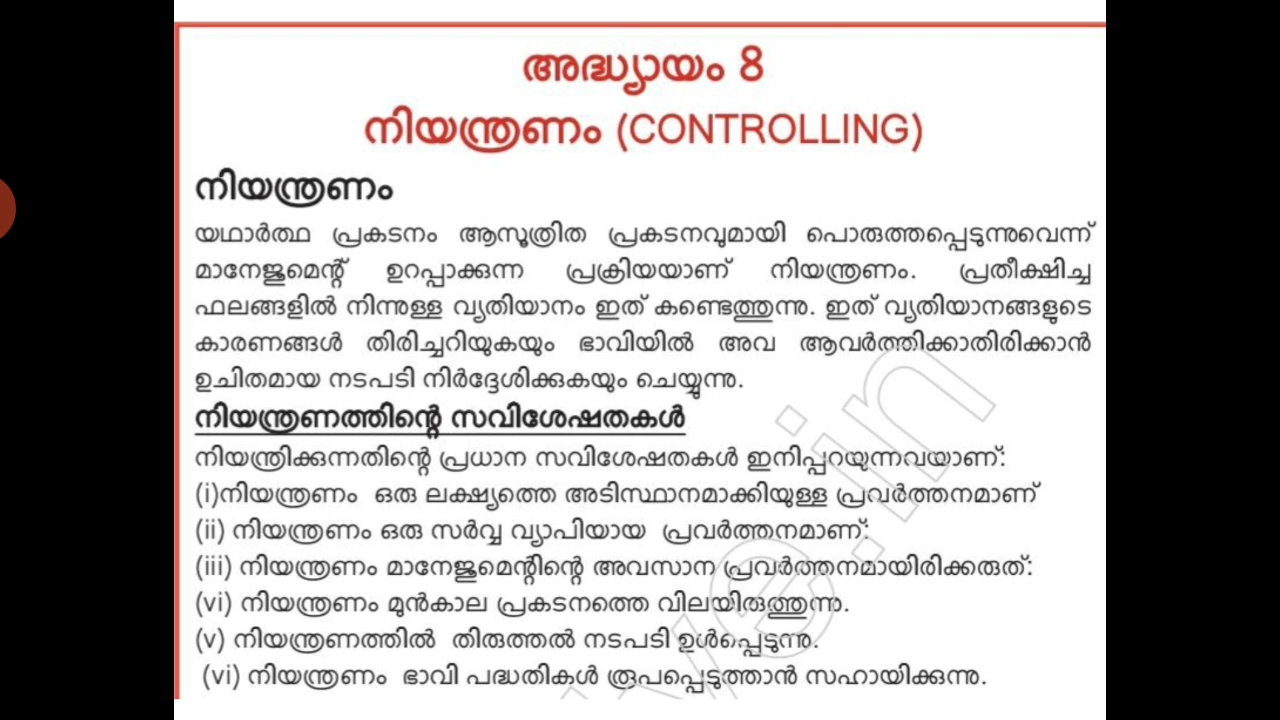 അദ്ധ്യായം 8
നിയന്ത്രണം (CONTROLLING)
നിയന്ത്രണം
യഥാർത്ഥ പ്രകടനം ആസൂത്രിത പ്രകടനവുമായി പൊരുത്തപ്പെടുന്നുവെന്ന്
മാനേജുമെന്റ് ഉറപ്പാക്കുന്ന പ്രക്രിയയാണ് നിയന്ത്രണം. പ്രതീക്ഷിച്ച
ഫലങ്ങളിൽ നിന്നുള്ള വ്യതിയാനം ഇത് കണ്ടെത്തുന്നു. ഇത് വ്യതിയാനങ്ങളുടെ
കാരണങ്ങൾ തിരിച്ചറിയുകയും ഭാവിയിൽ അവ ആവർത്തിക്കാതിരിക്കാൻ
ഉചിതമായ നടപടി നിർദ്ദേശിക്കുകയും ചെയ്യുന്നു.
നിയന്ത്രണത്തിന്റെ സവിശേഷതകൾ
നിയന്ത്രിക്കുന്നതിന്റെ പ്രധാന സവിശേഷതകൾ ഇനിപ്പറയുന്നവയാണ്:
(i)നിയന്ത്രണം ഒരു ലക്ഷ്യത്തെ അടിസ്ഥാനമാക്കിയുള്ള പ്രവർത്തനമാണ്
(ii) നിയന്ത്രണം ഒരു സർവ്വ വ്യാപിയായ പ്രവർത്തനമാണ്:
(iii) നിയന്ത്രണം മാനേജുമെന്റിന്റെ അവസാന പ്രവർത്തനമായിരിക്കരുത്:
(vi) നിയന്ത്രണം മുൻകാല പ്രകടനത്തെ വിലയിരുത്തുന്നു.
(v) നിയന്ത്രണത്തിൽ തിരുത്തൽ നടപടി ഉൾപ്പെടുന്നു.
(vi) നിയന്ത്രണം ഭാവി പദ്ധതികൾ രൂപപ്പെടുത്താൻ സഹായിക്കുന്നു.